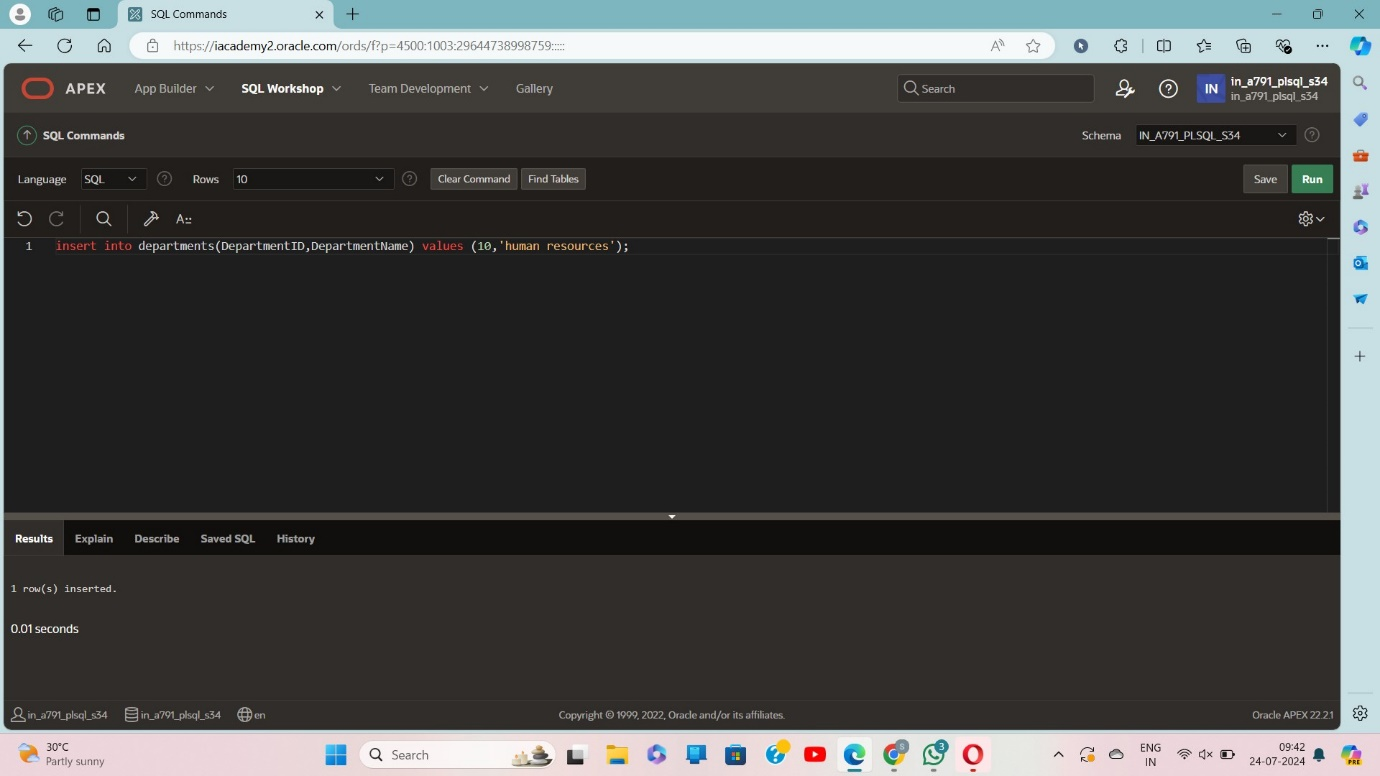 SQL Commands
https://iacademy2.oracle.com/ords/f?p=4500:1003:29644738998759:::::
APEX App Builder SQL Workshop Team Development Gallery Search IN in_a791_plsql_s34
in_a791_plsql_s34
SQL Commands Schema IN_A791_PLSQL_S34
Language SQL Rows 10 Clear Command Find Tables Save Run
1 insert into departments(DepartmentID,DepartmentName) values (10,'human resources');
Results Explain Describe Saved SQL History
1 row(s) inserted.
0.01 seconds
in_a791_plsql_s34 in_a791_plsql_s34 en Copyright © 1999, 2022, Oracle and/or its affiliates. Oracle APEX 22.2.1
30°C
Partly sunny
Search
S
3
ENG
IN
09:42
24-07-2024
PRE